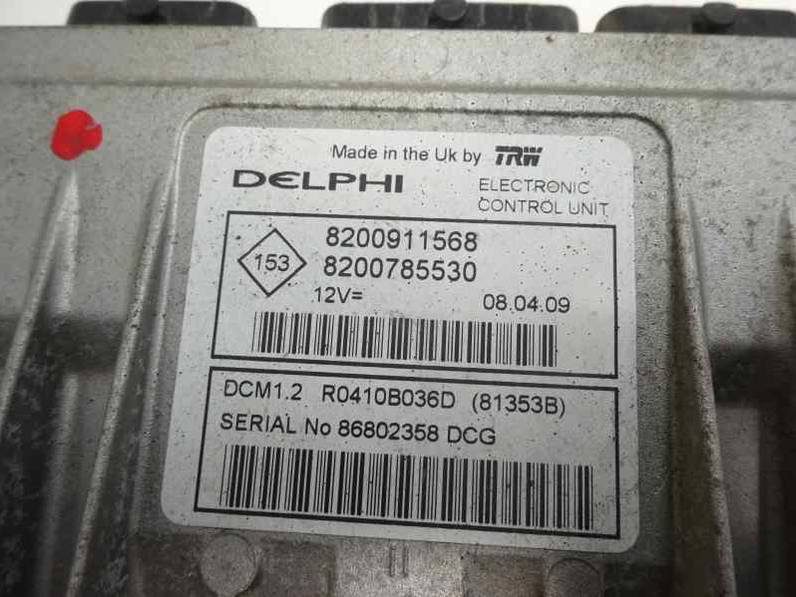 Made in the Uk by TRW
DELPHI
ELECTRONIC
CONTROL UNIT
153
8200911568
8200785530
12V=
08.04.09
DCM1.2 R0410B036D (81353B)
SERIAL No 86802358 DCG